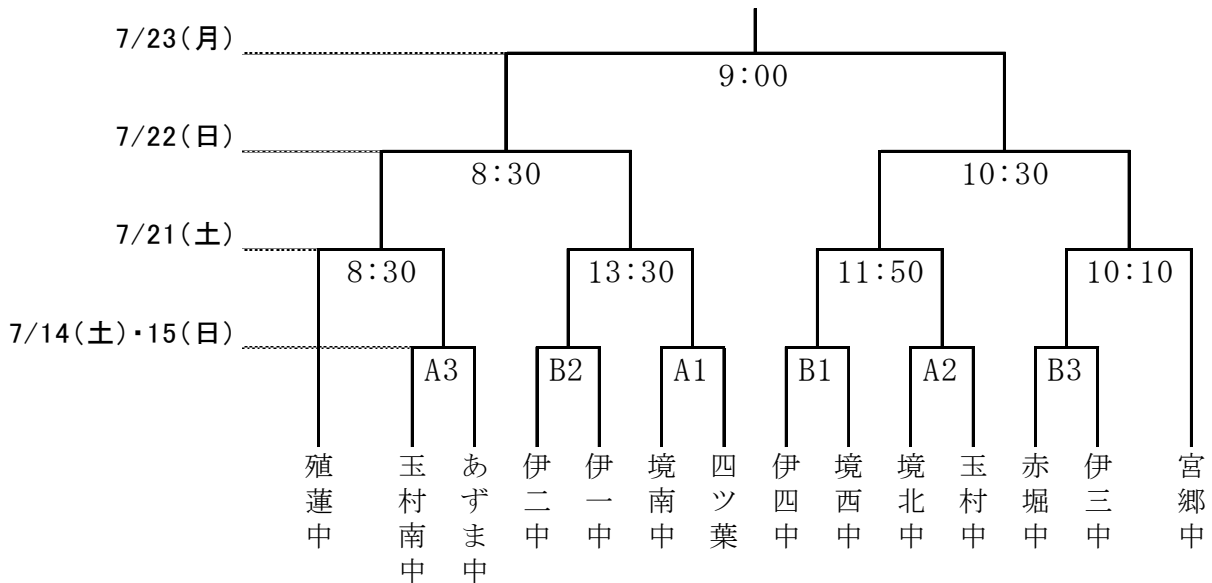 7/23(月)
9:00
7/22(日)
8:30
10:30
7/21(土)
8:30
13:30
11:50
10:10
7/14(土)・15(日)
A3
B2
A1
B1
A2
B3
殖蓮中
玉村南中
あずま中
伊二中
伊一中
境南中
四ツ葉
伊四中
境西中
境北中
玉村中
赤堀中
伊三中
宮郷中